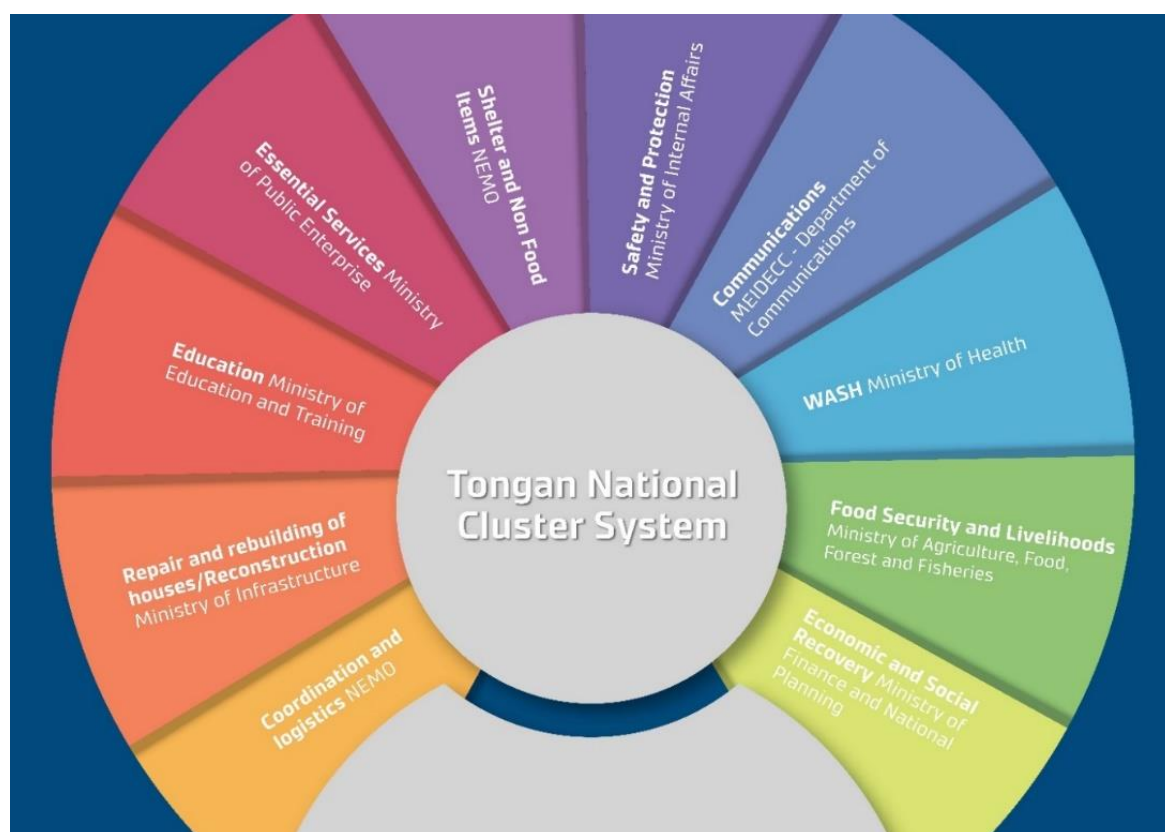 Tongan National
Cluster System
Coordination and
logistics NEMO
Repair and rebuilding of
houses/Reconstruction
Ministry of Infrastructure
Education Ministry of
Education and Training
Essential Services Ministry
of Public Enterprise
Shelter and Non Food
Items NEMO
Safety and Protection
Ministry of Internal Affairs
Communications
MEIDECC - Department of
Communications
WASH Ministry of Health
Food Security and Livelihoods
Ministry of Agriculture, Food,
Forest and Fisheries
Economic and Social
Recovery Ministry of
Finance and National
Planning